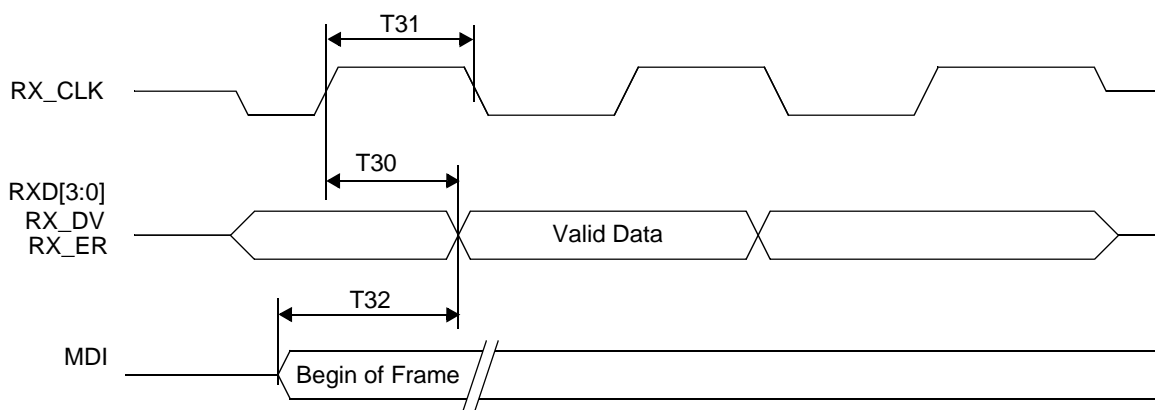 T31
RX_CLK
T30
RXD[3:0]
RX_DV
RX_ER
Valid Data
T32
MDI
Begin of Frame